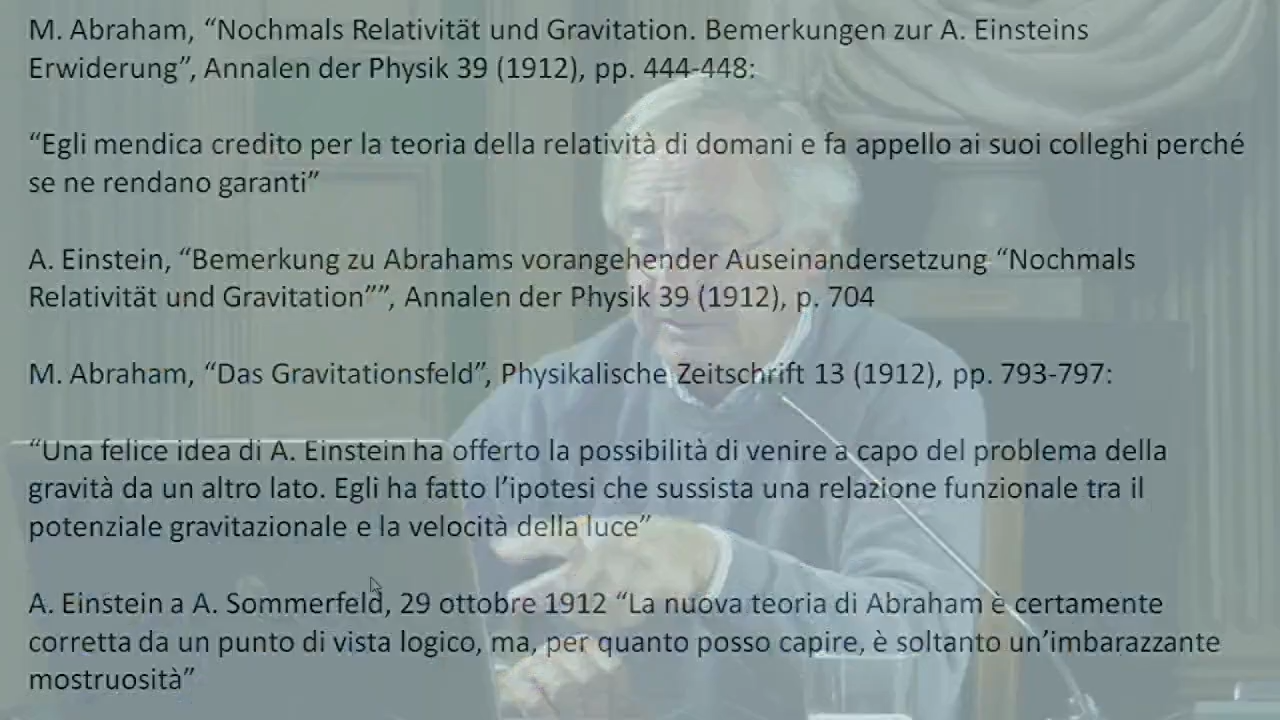 M. Abraham, “Nochmals Relativität und Gravitation. Bemerkungen zur A. Einsteins
Erwiderung”, Annalen der Physik 39 (1912), pp. 444-448:
“Egli mendica credito per la teoria della relatività di domani e fa appello ai suoi colleghi perché
se ne rendano garanti”
A. Einstein, “Bemerkung zu Abrahams vorangehender Auseinandersetzung “Nochmals
Relativität und Gravitation””, Annalen der Physik 39 (1912), p. 704
M. Abraham, “Das Gravitationsfeld”, Physikalische Zeitschrift 13 (1912), pp. 793-797:
“Una felice idea di A. Einstein ha offerto la possibilità di venire a capo del problema della
gravità da un altro lato. Egli ha fatto l’ipotesi che sussista una relazione funzionale tra il
potenziale gravitazionale e la velocità della luce”
A. Einstein a A. Sommerfeld, 29 ottobre 1912 “La nuova teoria di Abraham è certamente
corretta da un punto di vista logico, ma, per quanto posso capire, è soltanto un’imbarazzante
mostruosità”